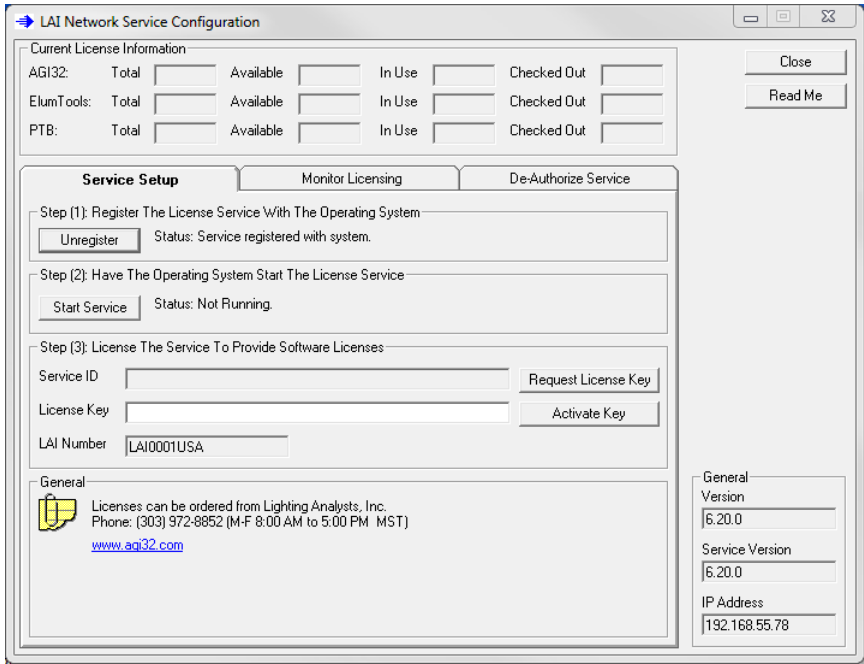 LAI Network Service Configuration
Current License Information
AGI32: Total Available In Use Checked Out
ElumTools: Total Available In Use Checked Out
PTB: Total Available In Use Checked Out
Close
Read Me
Service Setup Monitor Licensing De-Authorize Service
Step (1): Register The License Service With The Operating System
Unregister Status: Service registered with system.
Step (2): Have The Operating System Start The License Service
Start Service Status: Not Running.
Step (3): License The Service To Provide Software Licenses
Service ID Request License Key
License Key Activate Key
LAI Number LAI0001USA
General
Licenses can be ordered from Lighting Analysts, Inc.
Phone: (303) 972-8852 (M-F 8:00 AM to 5:00 PM MST)
www.agi32.com
General
Version
6.20.0
Service Version
6.20.0
IP Address
192.168.55.78